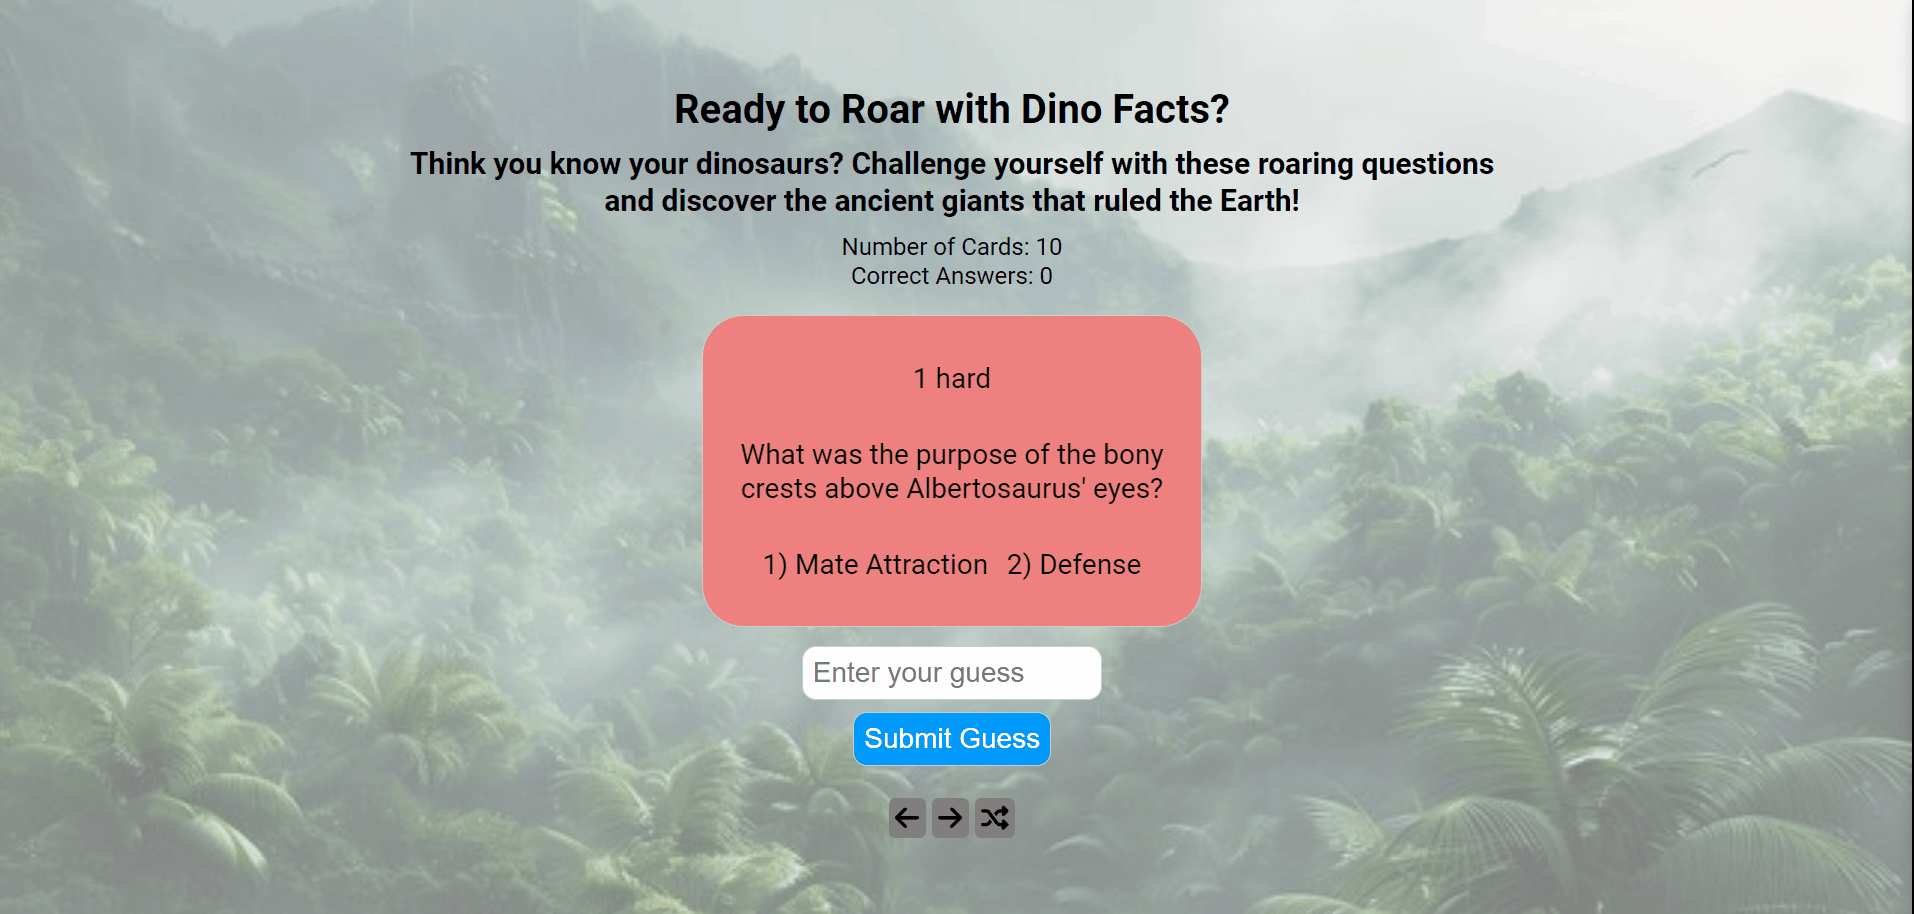 Ready to Roar with Dino Facts?
Think you know your dinosaurs? Challenge yourself with these roaring questions
and discover the ancient giants that ruled the Earth!
Number of Cards: 10
Correct Answers: 0
1 hard
What was the purpose of the bony
crests above Albertosaurus' eyes?
1) Mate Attraction 2) Defense
Enter your guess
Submit Guess